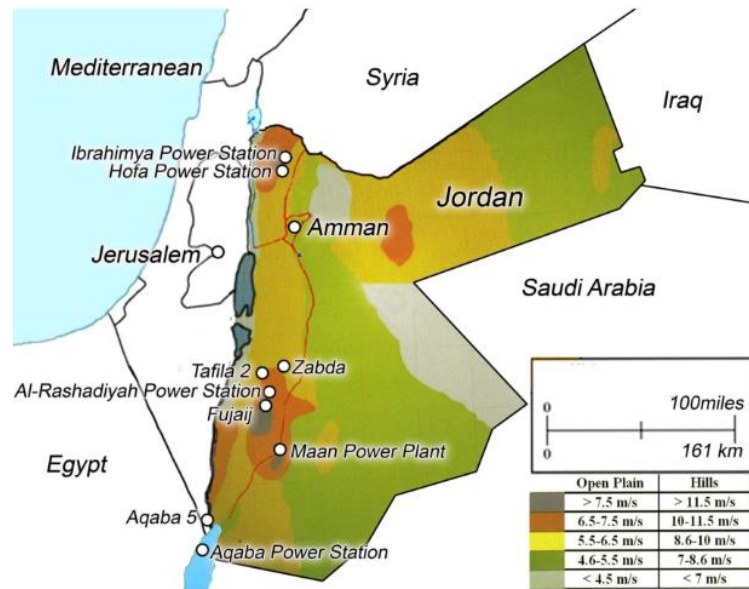 Mediterranean
Syria
Iraq
Ibrahimya Power Station
Hofa Power Station
Jordan
Amman
Jerusalem
Saudi Arabia
Tafila 2
Zabda
Al-Rashadiyah Power Station
Fujaij
Egypt
Maan Power Plant
Aqaba 5
Aqaba Power Station
0 100miles
0 161 km
Open Plain Hills
> 7.5 m/s > 11.5 m/s
6.5-7.5 m/s 10-11.5 m/s
5.5-6.5 m/s 8.6-10 m/s
4.6-5.5 m/s 7-8.6 m/s
< 4.5 m/s < 7 m/s